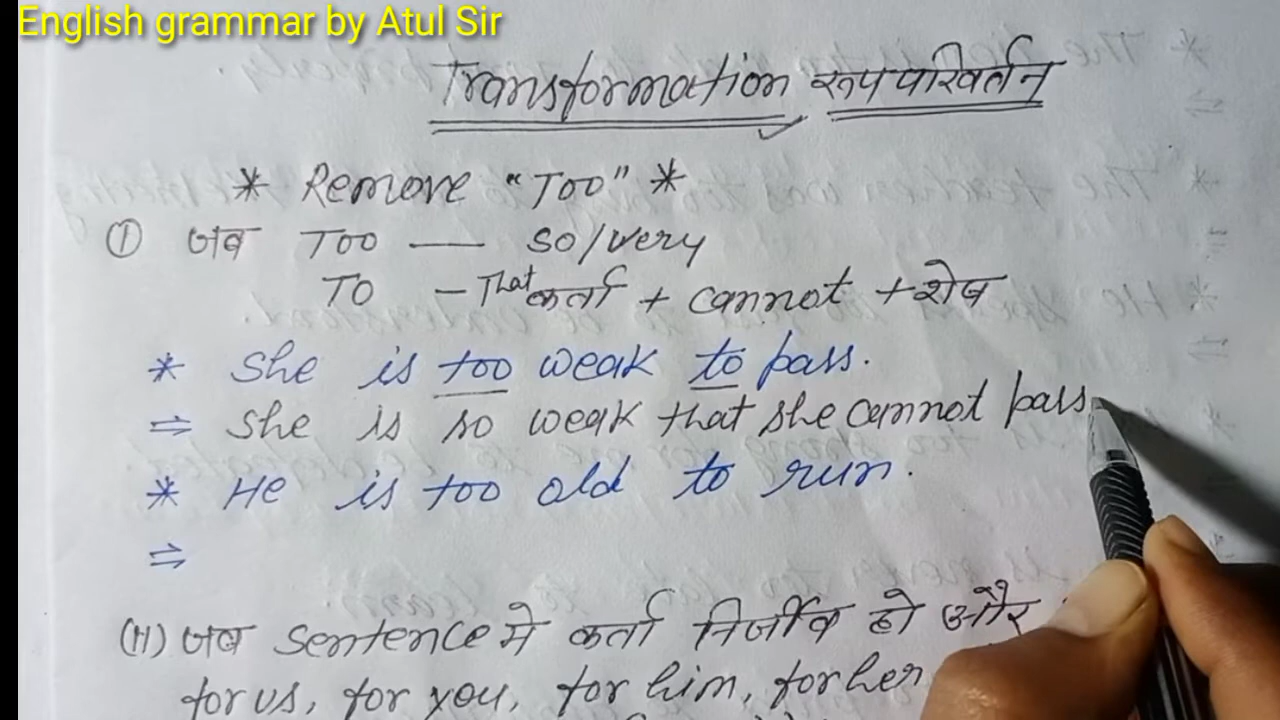 English grammar by Atul Sir
Transformation रूप परिवर्तन
* Remove "Too" *
① जब Too — so/very
To - That कर्ता + cannot + शेष
* She is too weak to pass.
⇒ She is so weak that she cannot pass
* He is too old to run.
⇒
(ii) जब sentence मे कर्ता निर्जीव हो और
for us, for you, for him, for her